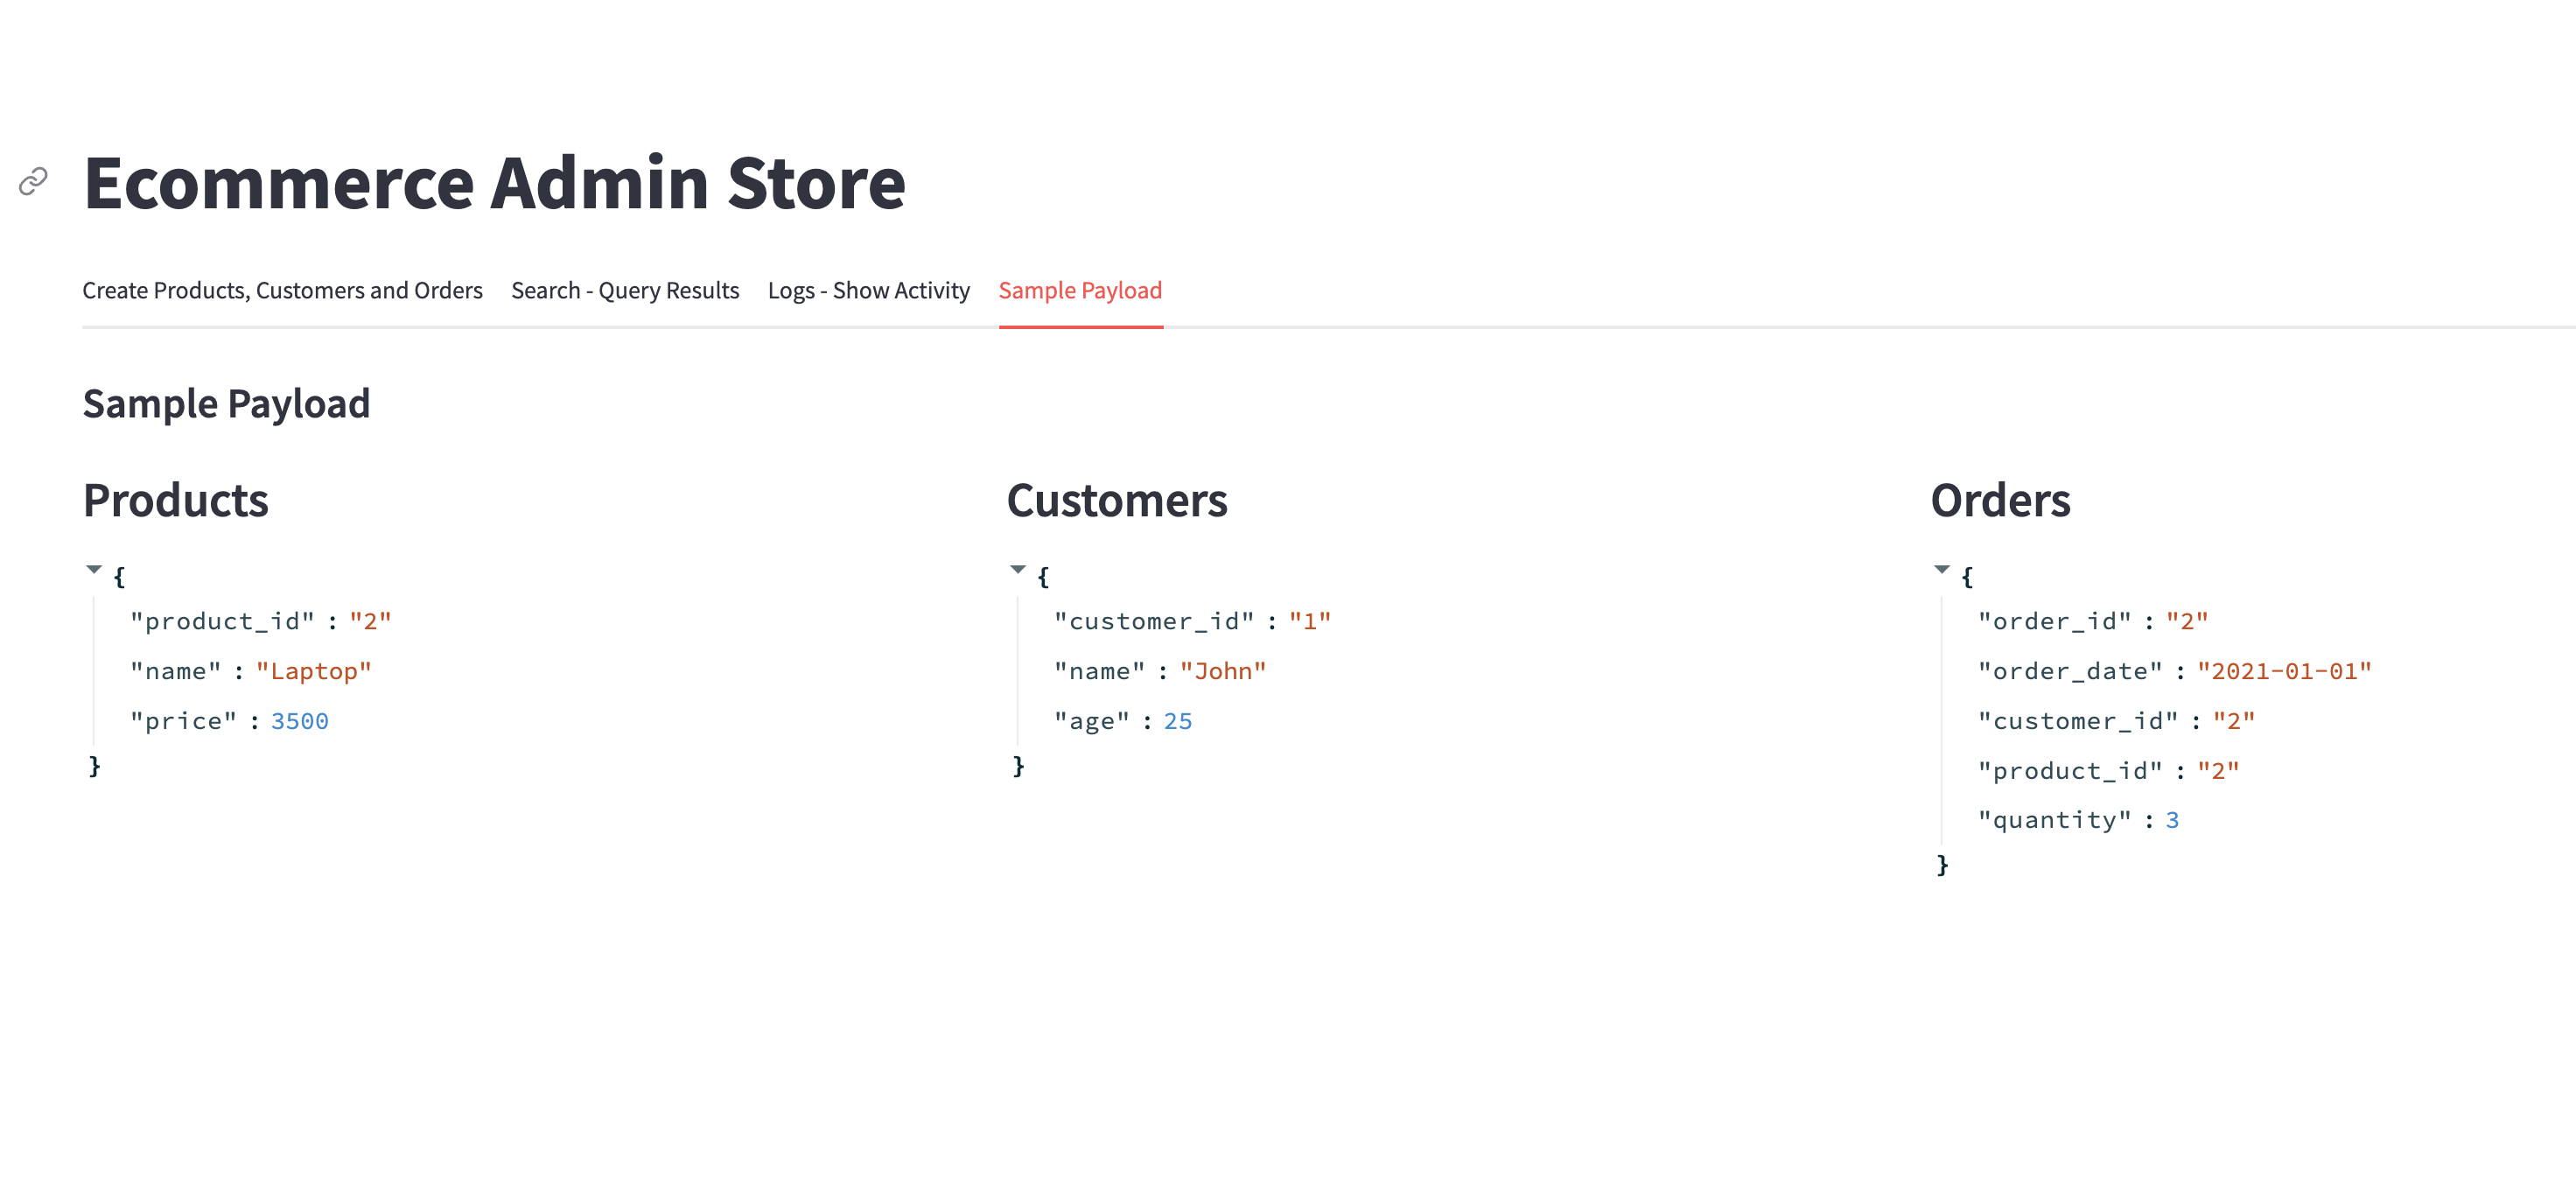 Ecommerce Admin Store
Create Products, Customers and Orders Search - Query Results Logs - Show Activity Sample Payload
Sample Payload
Products
{
"product_id" : "2"
"name" : "Laptop"
"price" : 3500
}
Customers
{
"customer_id" : "1"
"name" : "John"
"age" : 25
}
Orders
{
"order_id" : "2"
"order_date" : "2021-01-01"
"customer_id" : "2"
"product_id" : "2"
"quantity" : 3
}